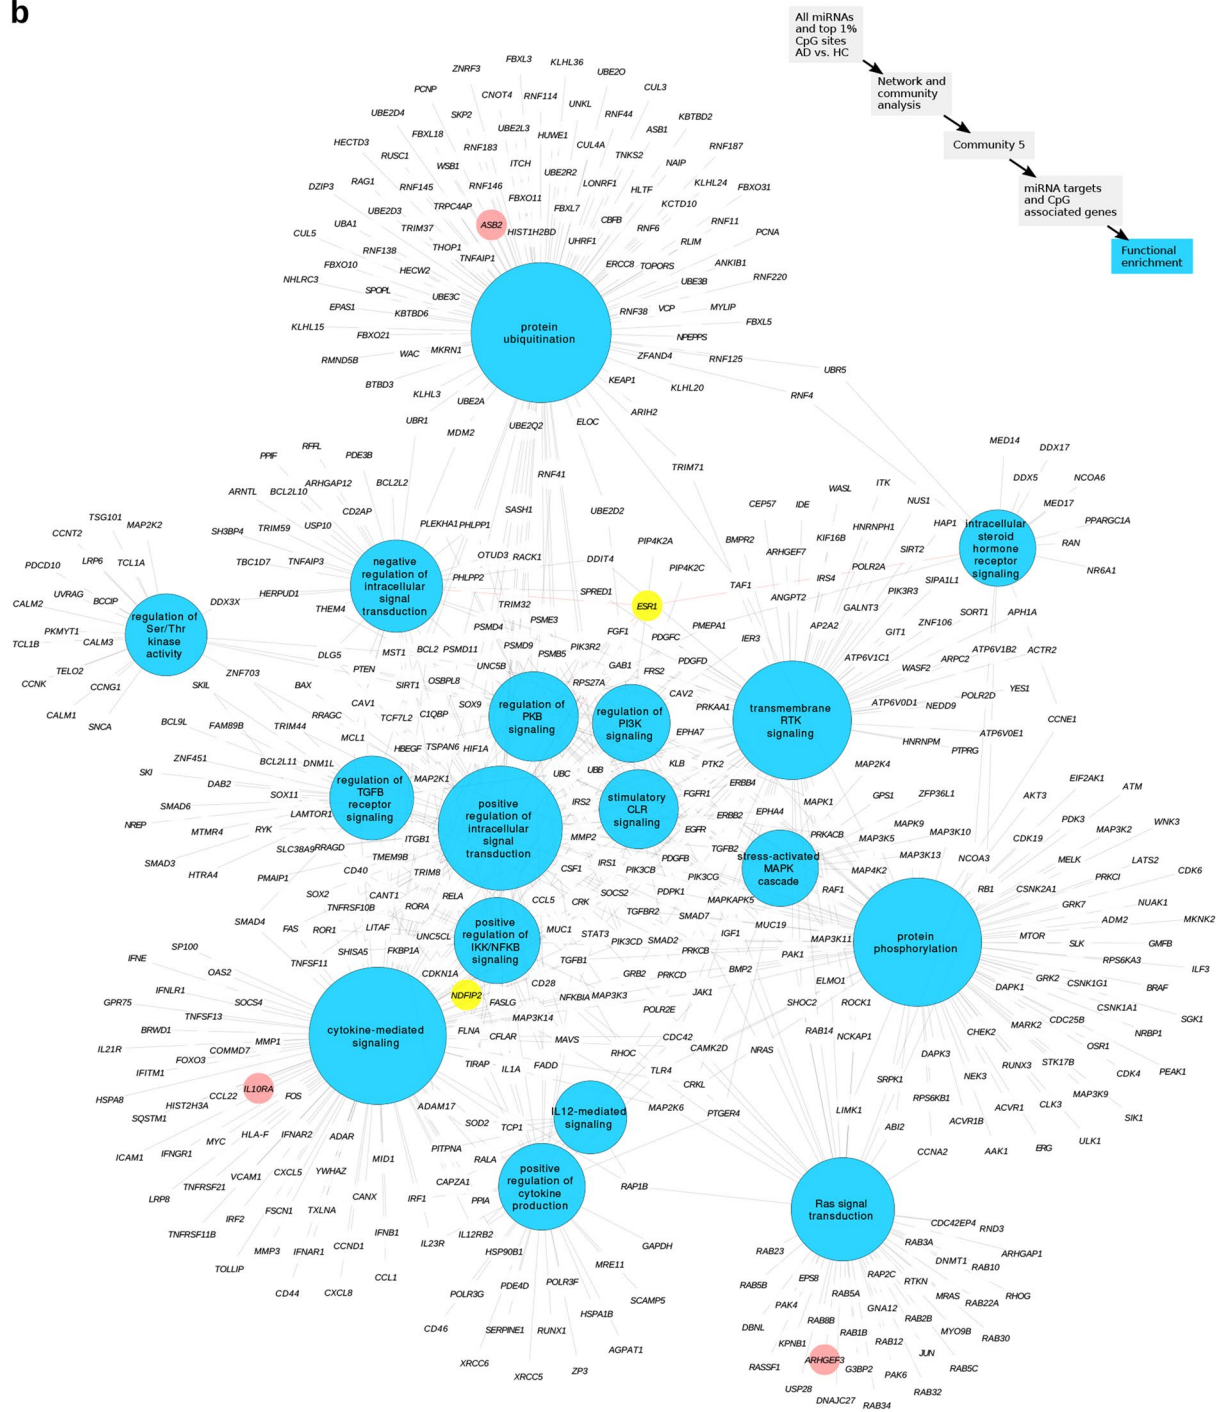 b
All miRNAs
and top 1%
CpG sites
AD vs. HC
Network and
community
analysis
Community 5
miRNA targets
and CpG
associated genes
Functional
enrichment
FBXL3
KLHL36
ZNRF3
UBE2O
PCNP
CNOT4
RNF114
UNKL
CUL3
UBE2D4
SKP2
RNF44
KBTBD2
FBXL18
UBE2L3
HUWE1
ASB1
HECTD3
RNF183
CUL4A
RNF187
RUSC1
WSB1
ITCH
TNKS2
NAIP
UBE2R2
DZIP3
RAG1
RNF145
RNF146
LONRF1
HLTF
KLHL24
FBXO31
FBXO11
TRPC4AP
KCTD10
UBE2D3
FBXL7
CBFB
UBA1
TRIM37
ASB2
HIST1H2BD
RNF6
RNF11
CUL5
THOP1
UHRF1
RLIM
PCNA
RNF138
TNFAIP1
FBXO10
HECW2
ERCC8
TOPORS
ANKIB1
NHLRC3
SPOPL
UBE3C
UBE3B
RNF220
EPAS1
KBTBD6
RNF38
VCP
MYLIP
KLHL15
FBXO21
protein
ubiquitination
NPEPPS
FBXL5
RMND5B
WAC
MKRN1
ZFAND4
RNF125
BTBD3
KEAP1
KLHL20
UBR5
KLHL3
UBE2A
RNF4
UBR1
MDM2
UBE2Q2
ELOC
ARIH2
MED14
DDX17
RFFL
PPIF
PDE3B
RNF41
TRIM71
DDX5
NCOA6
ARNTL
BCL2L10
ARHGAP12
BCL2L2
CEP57
IDE
WASL
ITK
NUS1
MED17
SH3BP4
TRIM59
USP10
CD2AP
PLEKHA1
PHLPP1
SASH1
UBE2D2
HNRNPH1
HAP1
PPARGC1A
TSG101
MAP2K2
CCNT2
PIP4K2A
BMPR2
KIF16B
intracellular
steroid
hormone
receptor
signaling
RAN
TBC1D7
TNFAIP3
OTUD3
RACK1
DDIT4
ARHGEF7
SIRT2
PDCD10
LRP6
TCL1A
negative
regulation of
intracellular
signal
transduction
PHLPP2
PIP4K2C
POLR2A
NR6A1
UVRAG
BCCIP
HERPUD1
SPRED1
TAF1
IRS4
SIPA1L1
CALM2
DDX3X
THEM4
TRIM32
ESR1
ANGPT2
PIK3R3
PKMYT1
regulation of
Ser/Thr
kinase
activity
PSME3
PSMD4
FGF1
PMEPA1
GALNT3
SORT1
APH1A
TCL1B
CALM3
PDGFC
AP2A2
ZNF106
DLG5
MST1
BCL2
PSMD11
PSMD9
PSMB5
PIK3R2
IER3
GIT1
ATP6V1B2
ACTR2
TELO2
PTEN
UNC5B
GAB1
FRS2
PDGFD
ATP6V1C1
WASF2
ARPC2
CCNK
CCNG1
ZNF703
SKIL
BAX
SIRT1
OSBPL8
RPS27A
CAV2
POLR2D
YES1
CALM1
SNCA
CAV1
SOX9
regulation of
PKB
signaling
regulation of
PI3K
signaling
PRKAA1
transmembrane
RTK
signaling
ATP6V0D1
NEDD9
BCL9L
FAM89B
TRIM44
RRAGC
TCF7L2
C1QBP
EPHA7
CCNE1
MCL1
HBEGF
TSPAN6
HIF1A
HNRNPM
ATP6V0E1
PTPRG
ZNF451
BCL2L11
DNM1L
UBC
UBB
KLB
PTK2
MAP2K4
SKI
DAB2
regulation of
TGFB
receptor
signaling
MAP2K1
ERBB4
EIF2AK1
ATM
SOX11
FGFR1
GPS1
ZFP36L1
AKT3
SMAD6
positive
regulation of
intracellular
signal
transduction
IRS2
stimulatory
CLR
signaling
ERBB2
EPHA4
MAPK1
PDK3
WNK3
NREP
LAMTOR1
MTMR4
RYK
ITGB1
MMP2
EGFR
PRKACB
MAPK9
MAP3K10
MAP3K2
MAP3K5
CDK19
SLC38A9
RRAGD
TMEM9B
TGFB2
stress-activated
MAPK
cascade
MAP3K13
NCOA3
MELK
LATS2
SMAD3
HTRA4
CD40
CSF1
IRS1
PDGFB
PIK3CB
MAP4K2
CDK6
PMAIP1
TRIM8
PIK3CG
PRKCI
SOX2
CANT1
RELA
CCL5
CRK
SOCS2
PDPK1
MAPKAPK5
RAF1
RB1
CSNK2A1
NUAK1
TNFRSF10B
RORA
TGFBR2
SMAD7
GRK7
MKNK2
SMAD4
FAS
ROR1
LITAF
UNC5CL
positive
regulation of
IKK/NFKB
signaling
MUC1
STAT3
IGF1
MUC19
ADM2
SP100
SHISA5
FKBP1A
PIK3CD
SMAD2
MAP3K11
protein
phosphorylation
MTOR
SLK
GMFB
IFNE
TNFSF11
TGFB1
PRKCB
PAK1
RPS6KA3
ILF3
OAS2
CDKN1A
GRB2
PRKCD
BMP2
ELMO1
GRK2
CSNK1G1
IFNLR1
NDFIP2
CD28
NFKBIA
MAP3K3
JAK1
DAPK1
BRAF
GPR75
SOCS4
FASLG
POLR2E
SHOC2
ROCK1
CSNK1A1
TNFSF13
MAP3K14
MARK2
CDC25B
SGK1
BRWD1
MMP1
cytokine-mediated
signaling
FLNA
CFLAR
MAVS
CDC42
RAB14
NCKAP1
CHEK2
NRBP1
IL21R
COMMD7
RHOC
CAMK2D
NRAS
DAPK3
OSR1
FOXO3
TIRAP
IL1A
FADD
TLR4
RUNX3
STK17B
IFITM1
NEK3
CDK4
PEAK1
HSPA8
CCL22
IL10RA
FOS
CRKL
SRPK1
MAP3K9
HIST2H3A
ADAM17
IL12-mediated
signaling
MAP2K6
PTGER4
RPS6KB1
ACVR1
CLK3
SQSTM1
SOD2
TCP1
LIMK1
ACVR1B
SIK1
MYC
HLA-F
IFNAR2
ADAR
PITPNA
ABI2
ULK1
ICAM1
IFNGR1
MID1
RALA
CCNA2
AAK1
ERG
VCAM1
CXCL5
YWHAZ
CAPZA1
positive
regulation of
cytokine
production
RAP1B
LRP8
TNFRSF21
CANX
IRF1
PPIA
Ras signal
transduction
FSCN1
TXLNA
IRF2
IL12RB2
CDC42EP4
RND3
TNFRSF11B
IFNB1
IL23R
GAPDH
RAB3A
MMP3
IFNAR1
CCND1
HSP90B1
RAB23
DNMT1
ARHGAP1
TOLLIP
CCL1
MRE11
RAP2C
RAB10
CD44
CXCL8
PDE4D
POLR3F
RAB5B
EPS8
RAB5A
RTKN
POLR3G
SCAMP5
MRAS
RHOG
PAK4
GNA12
RAB22A
HSPA1B
RAB8B
RAB2B
CD46
SERPINE1
RUNX1
DBNL
RAB1B
MYO9B
RAB30
KPNB1
RAB12
AGPAT1
JUN
XRCC6
ZP3
RASSF1
ARHGEF3
G3BP2
RAB5C
XRCC5
PAK6
USP28
RAB32
DNAJC27
RAB34